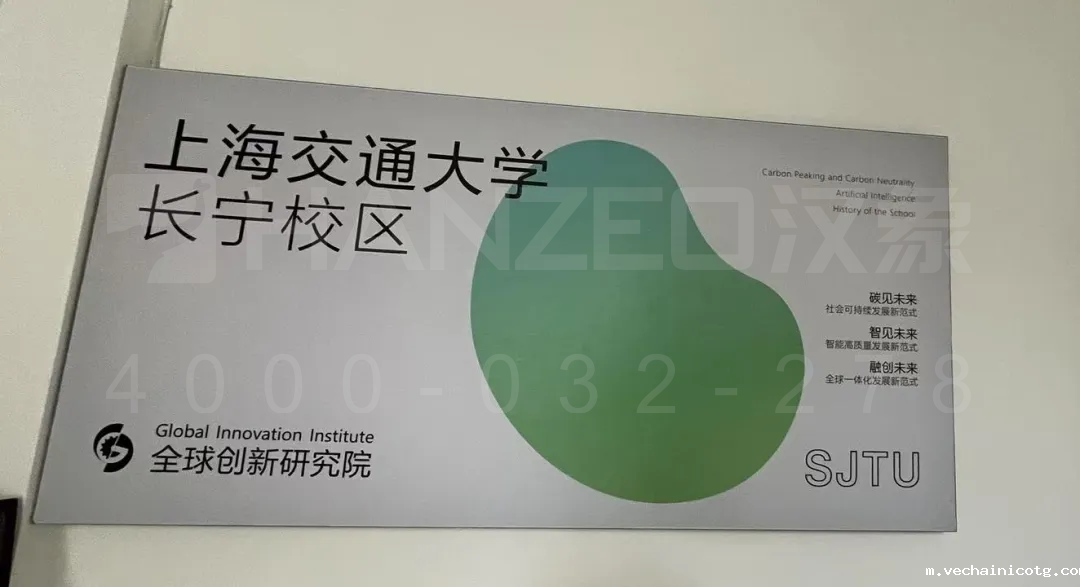 上海交通大学
长宁校区
Carbon Peaking and Carbon Neutrality
Artificial Intelligence
History of the School
HANZEO汉象
碳见未来
社会可持续发展新范式
智见未来
智能高质量发展新范式
融创未来
全球一体化发展新范式
4000-032-278
Global Innovation Institute
全球创新研究院
SJTU
m.vechainicotg.com